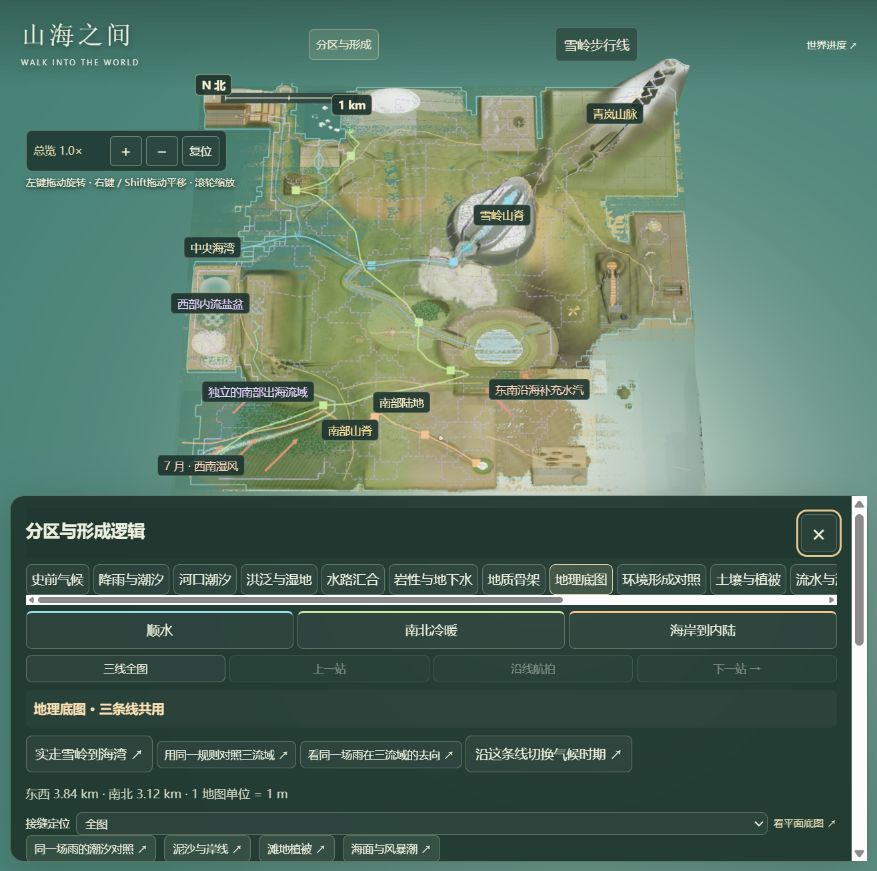 山海之间
WALK INTO THE WORLD
分区与形成
雪岭步行线
世界进度 ↗
N 北
1 km
总览 1.0×
+
−
复位
左键拖动旋转 · 右键 / Shift拖动平移 · 滚轮缩放
青岚山脉
雪岭山脊
中央海湾
西部内流盐盆
独立的南部出海流域
南部陆地
东南沿海补充水汽
南部山脊
7 月 · 西南湿风
分区与形成逻辑
×
史前气候 降雨与潮汐 河口潮汐 洪泛与湿地 水路汇合 岩性与地下水 地质骨架 地理底图 环境形成对照 土壤与植被 流水与
顺水 南北冷暖 海岸到内陆
三线全图 上一站 沿线航拍 下一站 →
地理底图 · 三条线共用
实走雪岭到海湾 ↗ 用同一规则对照三流域 ↗ 看同一场雨在三流域的去向 ↗ 沿这条线切换气候时期 ↗
东西 3.84 km · 南北 3.12 km · 1 地图单位 = 1 m
接缝定位 全图 看平面底图 ↗
同一场雨的潮汐对照 ↗ 泥沙与岸线 ↗ 滩地植被 ↗ 海面与风暴潮 ↗